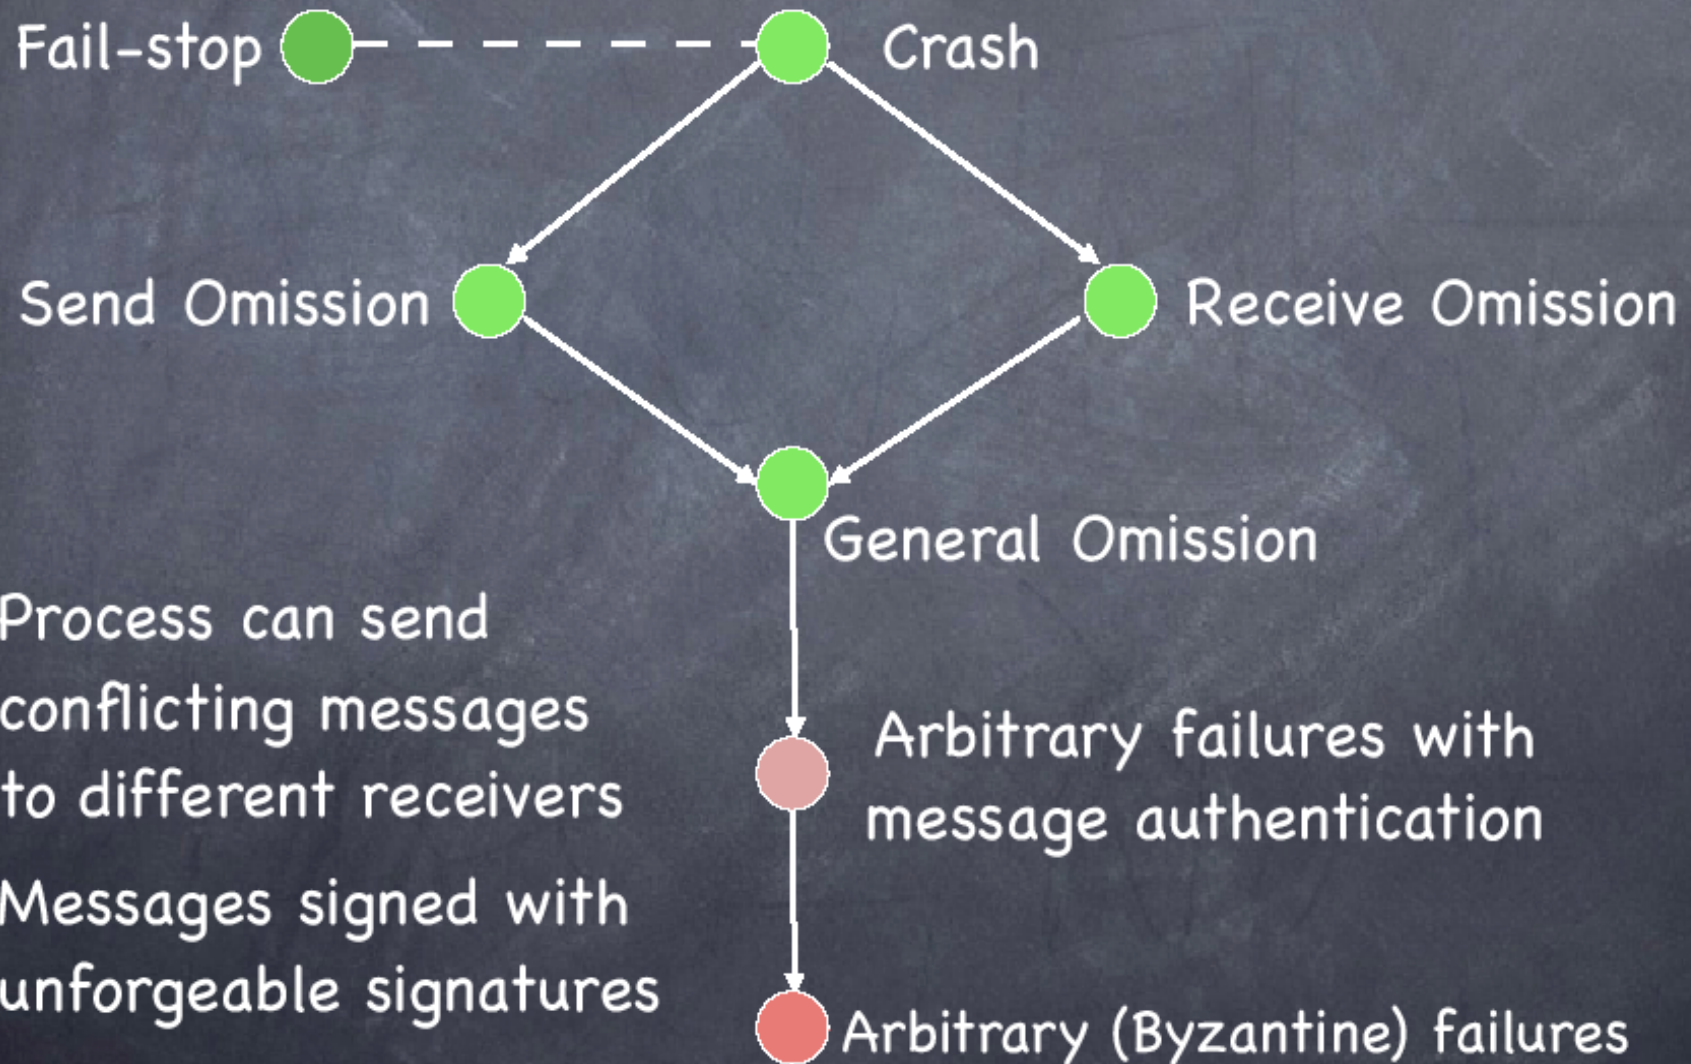 Fail-stop
Crash
Send Omission
Receive Omission
General Omission
Process can send
conflicting messages
to different receivers
Messages signed with
unforgeable signatures
Arbitrary failures with
message authentication
Arbitrary (Byzantine) failures